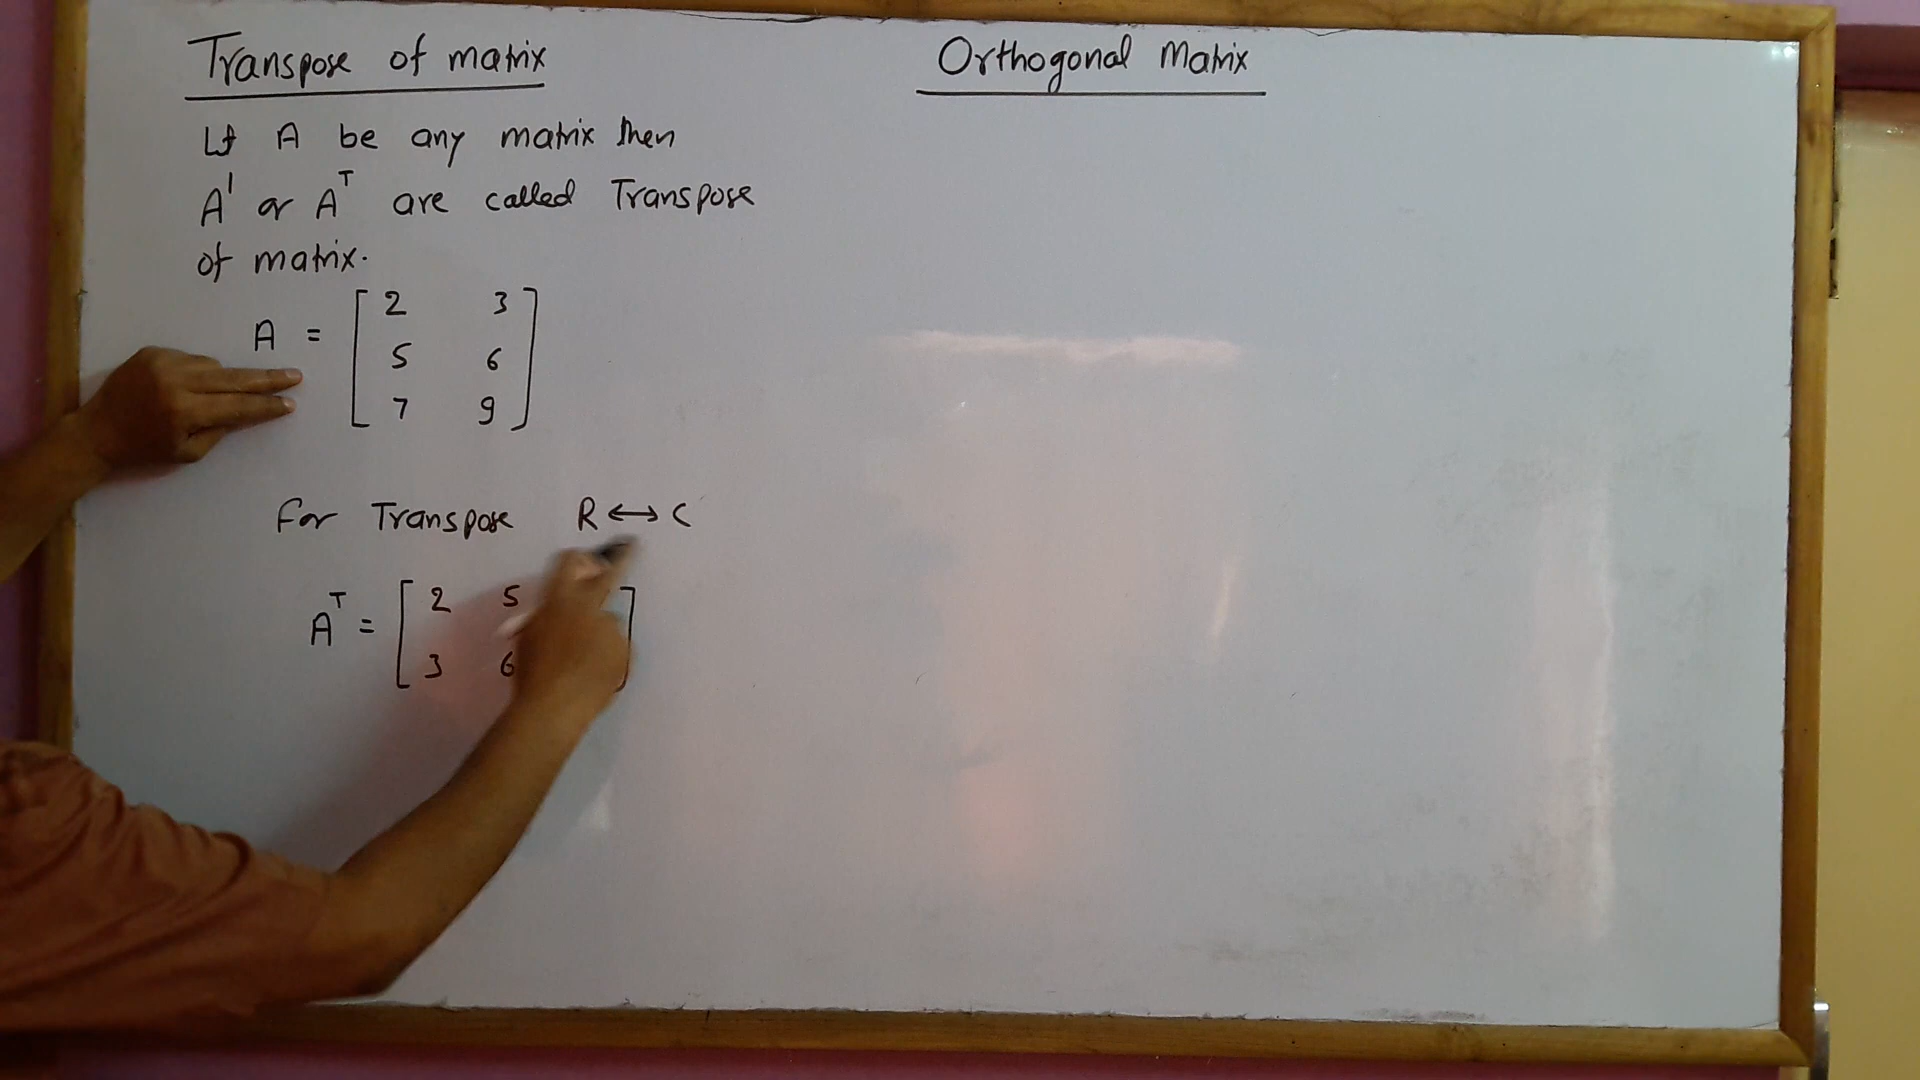 Transpose of matrix
Let A be any matrix then
A' or A^T are called Transpose
of matrix.
A = [ 2 3
5 6
7 9 ]
For Transpose R ↔ C
A^T = [ 2 5 ]
3 6
Orthogonal Matrix